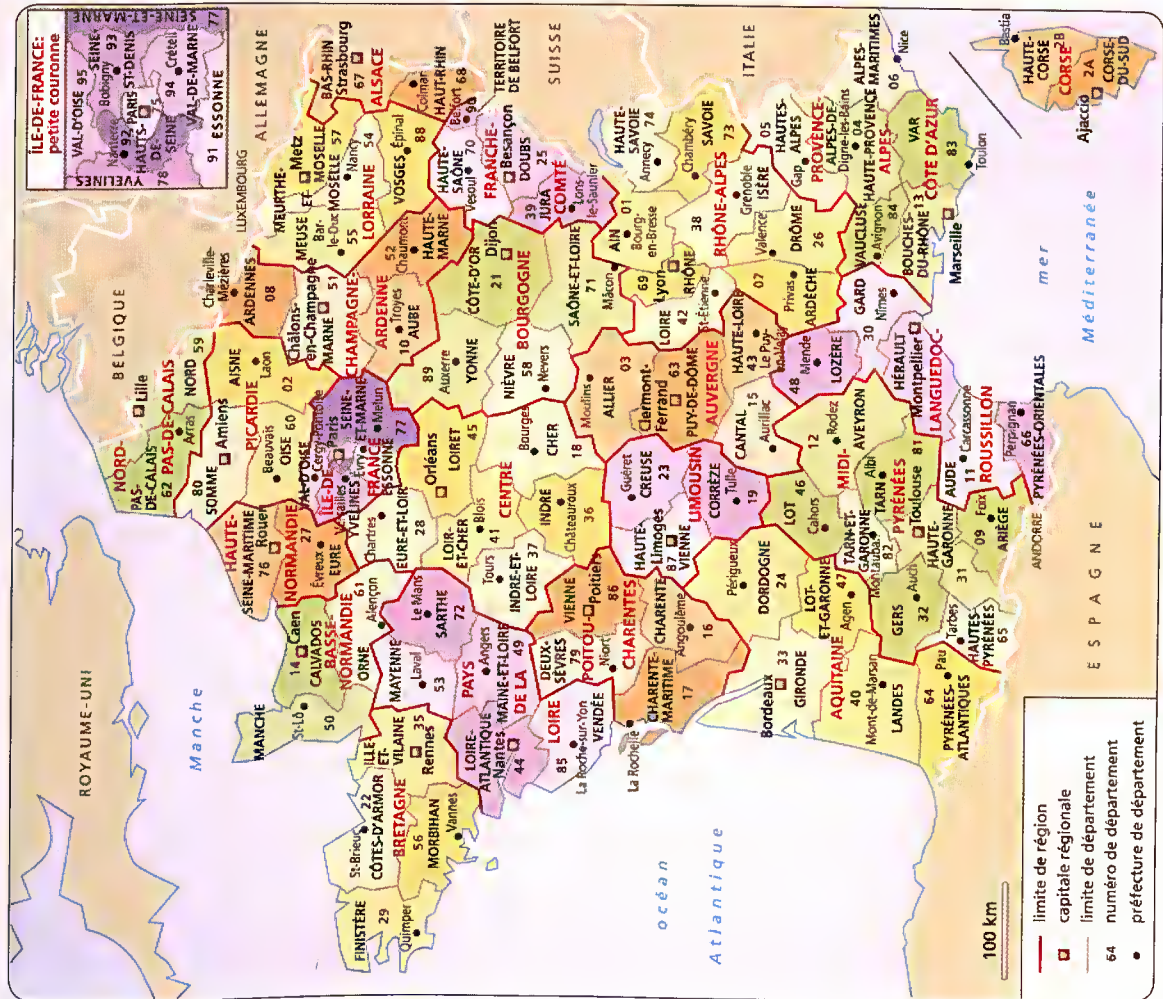 ROYAUME-UNI
BELGIQUE
LUXEMBOURG
ALLEMAGNE
SUISSE
ITALIE
ESPAGNE
ANDORRE
Manche
océan
Atlantique
mer
Méditerranée
ÎLE-DE-FRANCE:
petite couronne
VAL-D'OISE 95
SEINE-ET-MARNE
77
YVELINES
78
Nanterre
92
HAUTS-
DE-
SEINE
Bobigny
SEINE-
ST-DENIS
93
PARIS
75
Créteil
94
VAL-DE-MARNE
91 ESSONNE
NORD-
PAS-DE-CALAIS
PAS-
DE-CALAIS
62
Lille
Arras
NORD 59
80
SOMME
Amiens
PICARDIE
AISNE
02
Laon
Beauvais
OISE 60
HAUTE-
NORMANDIE
SEINE-MARITIME
76
Rouen
27
Évreux
EURE
MANCHE
St-Lô
50
14
Caen
CALVADOS
BASSE-
NORMANDIE
ORNE
61
Alençon
VAL-D'OISE
Cergy-Pontoise
ÎLE-DE-
FRANCE
Paris
Versailles
YVELINES
Évry
ESSONNE
SEINE-
ET-MARNE
Melun
77
Charleville-
Mézières
ARDENNES
08
Châlons-
en-Champagne
MARNE
51
CHAMPAGNE-
ARDENNE
Troyes
10
AUBE
52
Chaumont
HAUTE-
MARNE
MEUSE
Bar-
le-Duc
55
MEURTHE-
ET-
MOSELLE
54
Metz
MOSELLE
57
Nancy
LORRAINE
VOSGES
Épinal
88
BAS-RHIN
Strasbourg
67
ALSACE
Colmar
HAUT-RHIN
68
Belfort
90
TERRITOIRE
DE BELFORT
HAUTE-
SAÔNE
Vesoul
70
FRANCHE-
COMTÉ
Besançon
DOUBS
25
39
JURA
Lons-
le-Saunier
FINISTÈRE
29
Quimper
St-Brieuc
22
CÔTES-D'ARMOR
BRETAGNE
56
MORBIHAN
Vannes
ILLE
ET-
VILAINE
35
Rennes
MAYENNE
Laval
53
Le Mans
SARTHE
72
PAYS
DE LA
LOIRE
LOIRE-
ATLANTIQUE
Nantes
44
Angers
MAINE-ET-LOIRE
49
85
La Roche-sur-Yon
VENDÉE
Chartres
EURE-ET-LOIR
28
Orléans
LOIRET
45
LOIR-
ET-CHER
Blois
41
CENTRE
Tours
INDRE-ET-
LOIRE 37
INDRE
Châteauroux
36
Bourges
CHER
18
89
Auxerre
YONNE
CÔTE-D'OR
21
Dijon
BOURGOGNE
NIÈVRE
58
Nevers
SAÔNE-ET-LOIRE
71
Mâcon
DEUX-
SÈVRES
79
Niort
VIENNE
Poitiers
86
POITOU-
CHARENTES
La Rochelle
CHARENTE-
MARITIME
17
CHARENTE
Angoulême
16
HAUTE-
VIENNE
Limoges
87
Guéret
CREUSE
23
LIMOUSIN
CORRÈZE
Tulle
19
Moulins
ALLIER
03
Clermont-
Ferrand
63
PUY-DE-DÔME
AUVERGNE
CANTAL
15
Aurillac
HAUTE-LOIRE
43
Le Puy-
en-Velay
AIN
01
Bourg-
en-Bresse
69
Lyon
RHÔNE
LOIRE
42
St-Étienne
RHÔNE-ALPES
HAUTE-
SAVOIE
Annecy 74
Chambéry
SAVOIE
73
38
Grenoble
ISÈRE
Valence
DRÔME
26
07
Privas
ARDÈCHE
Bordeaux
33
GIRONDE
Périgueux
DORDOGNE
24
LOT-
ET-GARONNE
Agen
47
AQUITAINE
40
Mont-de-Marsan
LANDES
64
Pau
PYRÉNÉES-
ATLANTIQUES
LOT
46
Cahors
12
Rodez
AVEYRON
MIDI-
PYRÉNÉES
TARN-ET-
GARONNE
82
Montauban
Albi
TARN
81
Auch
GERS
32
Toulouse
HAUTE-
GARONNE
31
Tarbes
HAUTES-
PYRÉNÉES
65
09
Foix
ARIÈGE
48
Mende
LOZÈRE
GARD
30
Nîmes
HÉRAULT
Montpellier
LANGUEDOC-
ROUSSILLON
AUDE
11
Carcassonne
Perpignan
66
PYRÉNÉES-ORIENTALES
05
HAUTES-
ALPES
Gap
PROVENCE-
ALPES-
CÔTE D'AZUR
ALPES-DE-
HAUTE-PROVENCE
Digne-les-Bains
04
ALPES-
MARITIMES
06
Nice
VAUCLUSE
84
Avignon
BOUCHES-
DU-RHÔNE
13
Marseille
VAR
83
Toulon
Bastia
HAUTE-
CORSE
2B
CORSE
Ajaccio
2A
CORSE-
DU-SUD
100 km
limite de région
capitale régionale
limite de département
64 numéro de département
préfecture de département